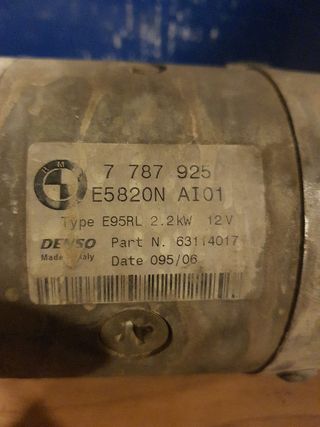 BMW
7 787 925
E5820N AI01
Type E95RL 2.2kW 12V
DENSO Part N. 63114017
Made in Italy Date 095/06